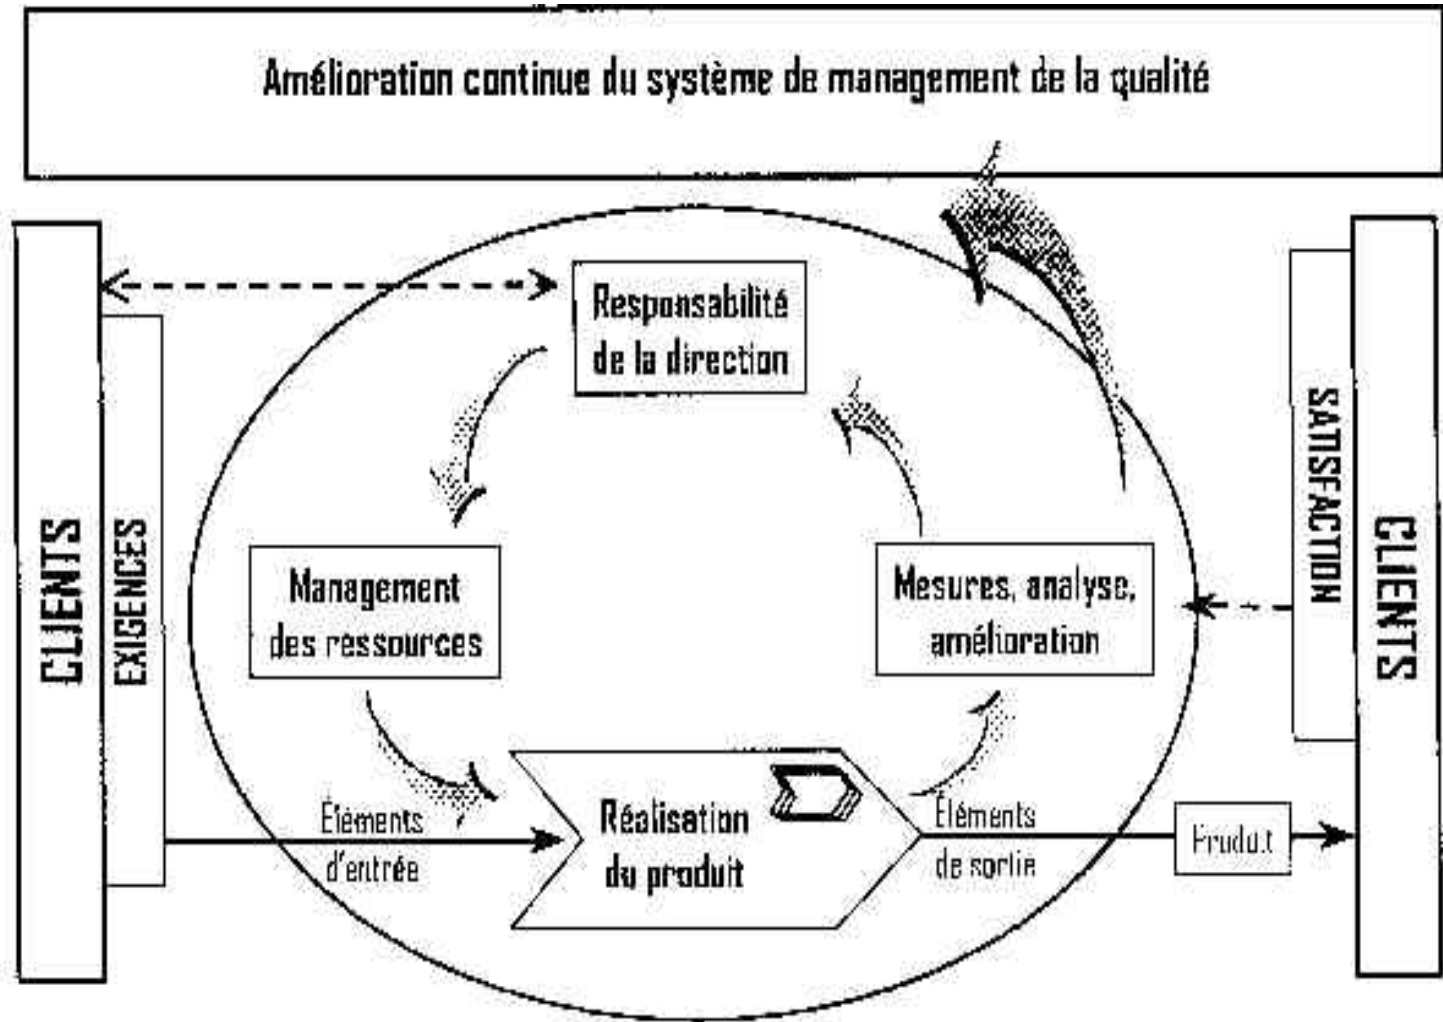 Amélioration continue du système de management de la qualité
CLIENTS
EXIGENCES
Responsabilité
de la direction
Management
des ressources
Mesures, analyse,
amélioration
SATISFACTION
CLIENTS
Éléments
d'entrée
Réalisation
du produit
Éléments
de sortie
Produit